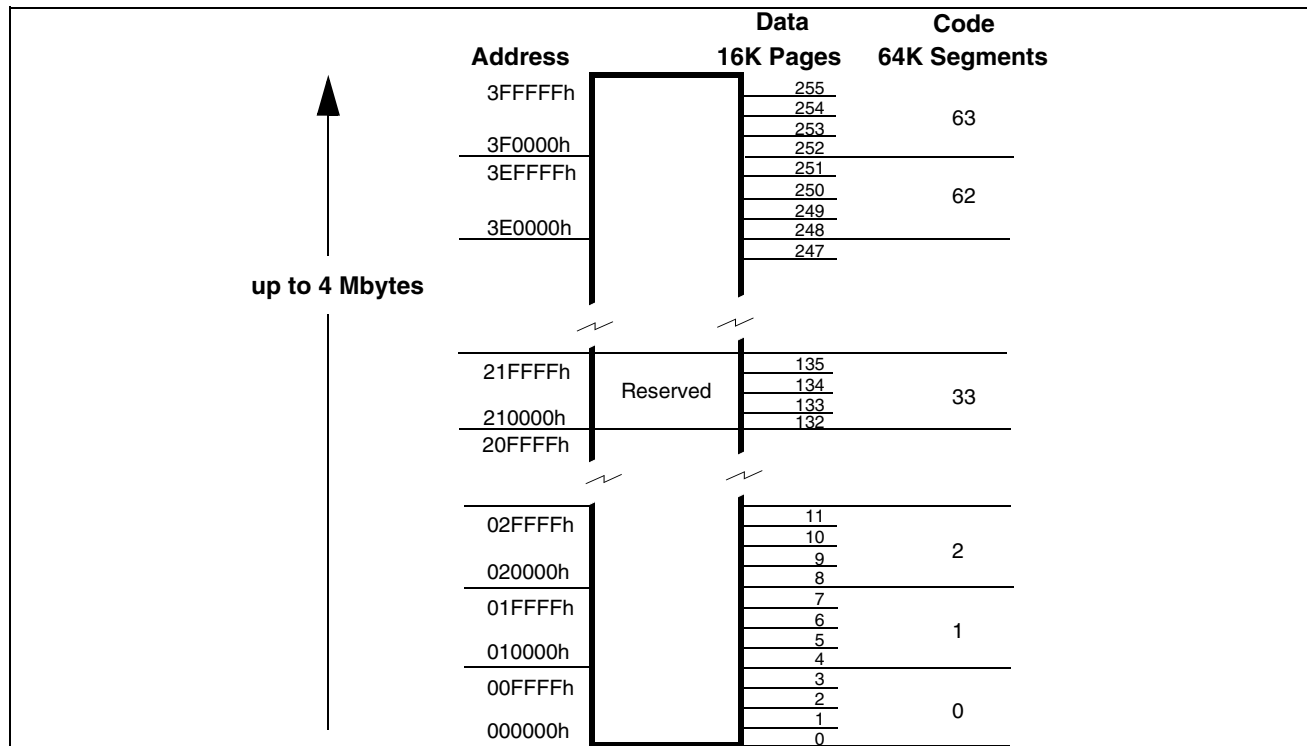 Data Code
Address 16K Pages 64K Segments
3FFFFFh 255
254
63
253
3F0000h 252
3EFFFFh 251
250
62
249
3E0000h 248
247
up to 4 Mbytes
21FFFFh 135
134
Reserved 33
133
210000h 132
20FFFFh
02FFFFh 11
10
2
9
020000h 8
01FFFFh 7
6
1
5
010000h 4
00FFFFh 3
2
0
1
000000h 0